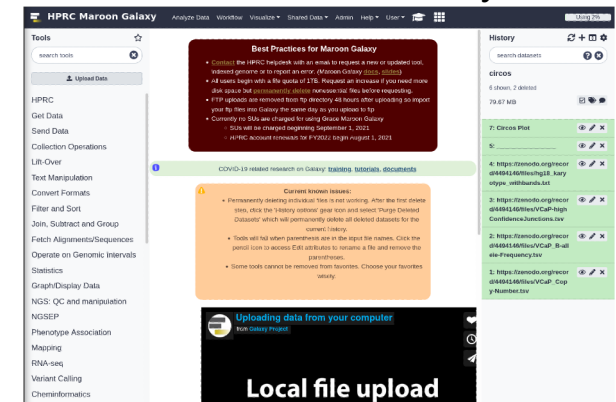 HPRC Maroon Galaxy
Analyze Data Workflow Visualize Shared Data Admin Help User
Using 2%
Tools
search tools
Upload Data
HPRC
Get Data
Send Data
Collection Operations
Lift-Over
Text Manipulation
Convert Formats
Filter and Sort
Join, Subtract and Group
Fetch Alignments/Sequences
Operate on Genomic Intervals
Statistics
Graph/Display Data
NGS: QC and manipulation
NGSEP
Phenotype Association
Mapping
RNA-seq
Variant Calling
Cheminformatics
Best Practices for Maroon Galaxy
Contact the HPRC helpdesk with an email to request a new or updated tool,
indexed genome or to report an error. (Maroon Galaxy docs, slides)
All users begin with a file quota of 1TB. Request an increase if you need more
disk space but permanently delete nonessential files before requesting.
FTP uploads are removed from ftp directory 48 hours after uploading so import
your ftp files into Galaxy the same day as you upload to ftp
Currently no SUs are charged for using Grace Maroon Galaxy
SUs will be charged beginning September 1, 2021
HPRC account renewals for FY2022 begin August 1, 2021
COVID-19 related research on Galaxy: training, tutorials, documents
Current known issues:
Permanently deleting individual files is not working. After the first delete
step, click the 'History options' gear icon and select 'Purge Deleted
Datasets' which will permanently delete all deleted datasets for the
current history.
Tools will fail when parenthesis are in the input file names. Click the
pencil icon to access Edit attributes to rename a file and remove the
parentheses.
Some tools cannot be removed from favorites. Choose your favorites
wisely.
Uploading data from your computer
from Galaxy Project
Local file upload
History
search datasets
circos
6 shown, 2 deleted
79.67 MB
7: Circos Plot
5:
4: https://zenodo.org/recor
d/4494146/files/hg18_kary
otype_withbands.txt
3: https://zenodo.org/recor
d/4494146/files/VCaP-high
ConfidenceJunctions.tsv
2: https://zenodo.org/recor
d/4494146/files/VCaP_B-all
ele-Frequency.tsv
1: https://zenodo.org/recor
d/4494146/files/VCaP_Cop
y-Number.tsv